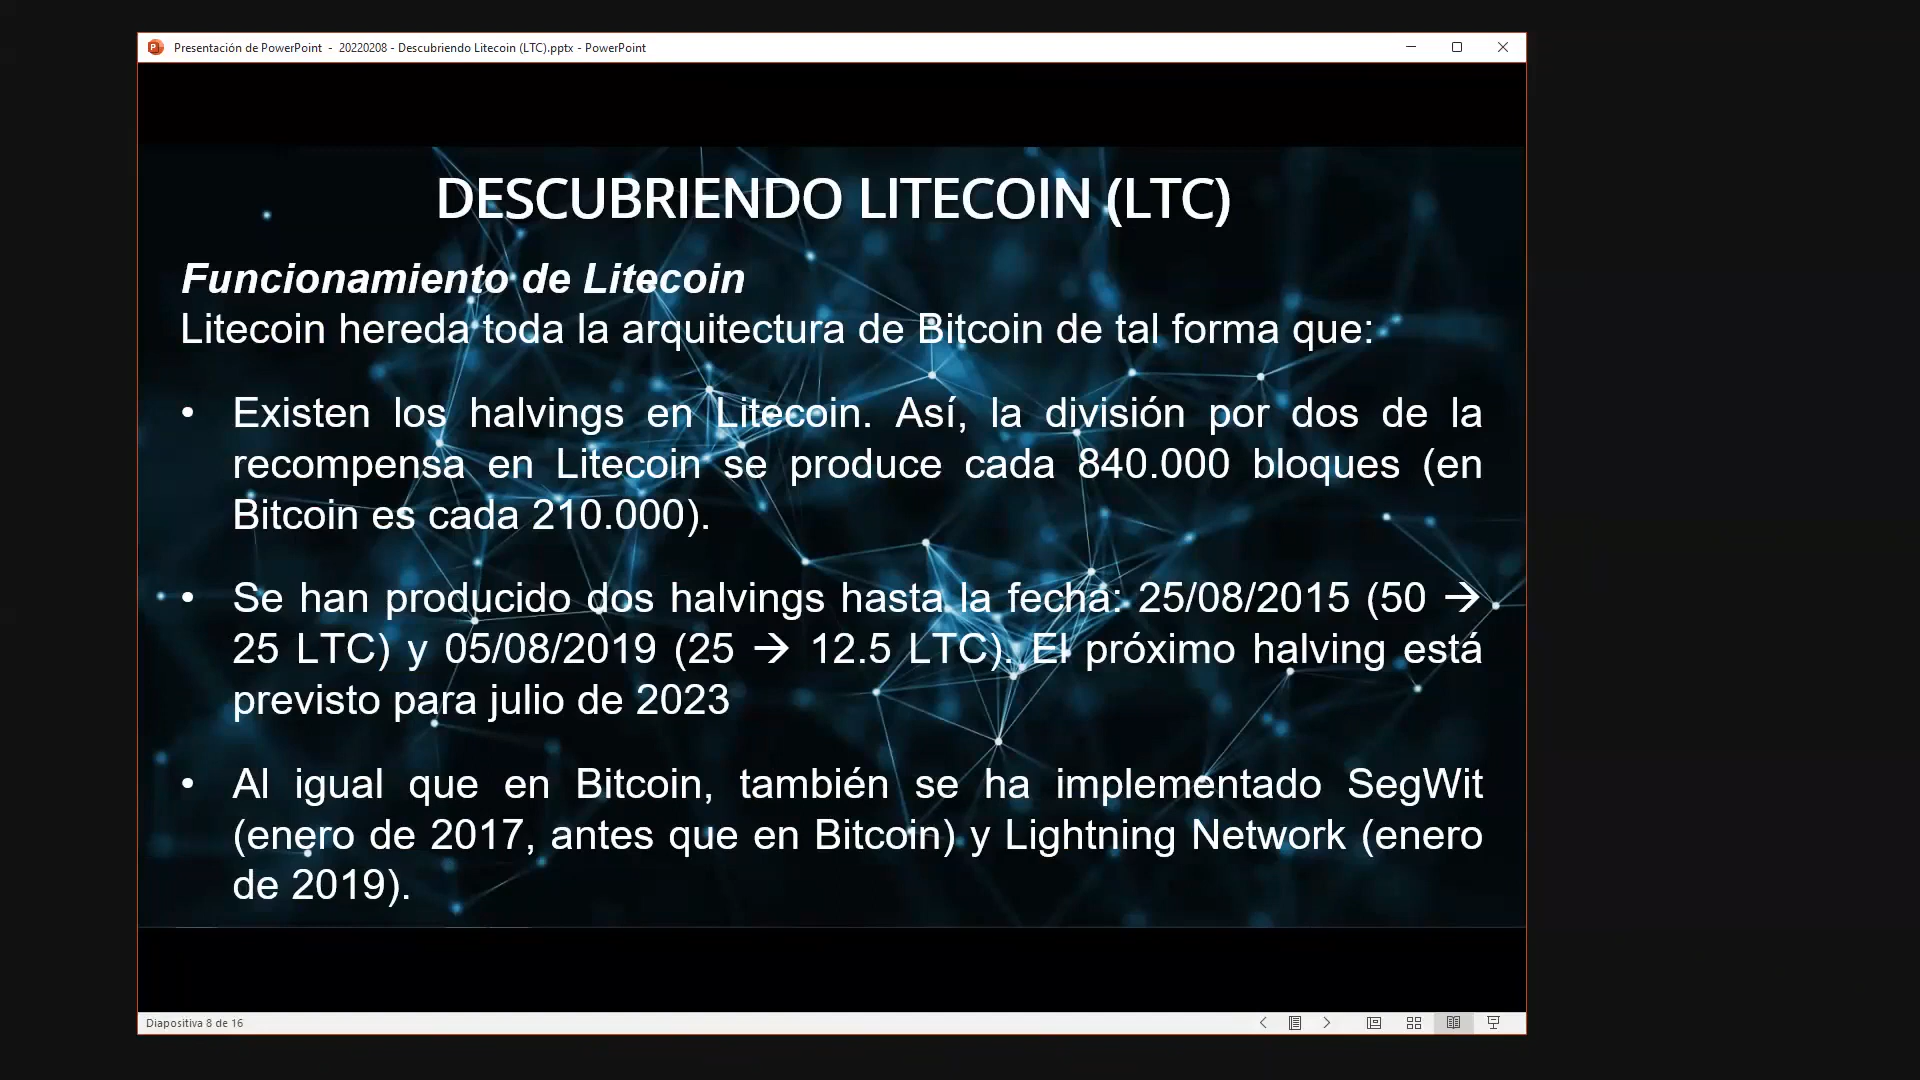 Presentación de PowerPoint - 20220208 - Descubriendo Litecoin (LTC).pptx - PowerPoint
DESCUBRIENDO LITECOIN (LTC)
Funcionamiento de Litecoin
Litecoin hereda toda la arquitectura de Bitcoin de tal forma que:
• Existen los halvings en Litecoin. Así, la división por dos de la
recompensa en Litecoin se produce cada 840.000 bloques (en
Bitcoin es cada 210.000).
• Se han producido dos halvings hasta la fecha: 25/08/2015 (50 →
25 LTC) y 05/08/2019 (25 → 12.5 LTC). El próximo halving está
previsto para julio de 2023
• Al igual que en Bitcoin, también se ha implementado SegWit
(enero de 2017, antes que en Bitcoin) y Lightning Network (enero
de 2019).
Diapositiva 8 de 16